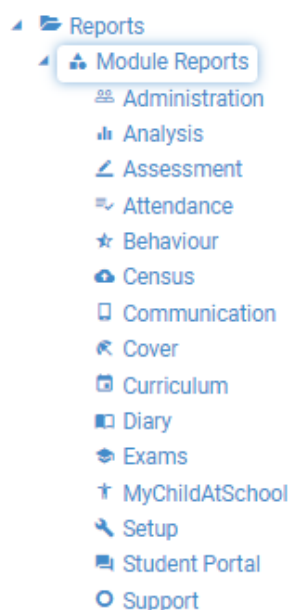 Reports
Module Reports
Administration
Analysis
Assessment
Attendance
Behaviour
Census
Communication
Cover
Curriculum
Diary
Exams
MyChildAtSchool
Setup
Student Portal
Support